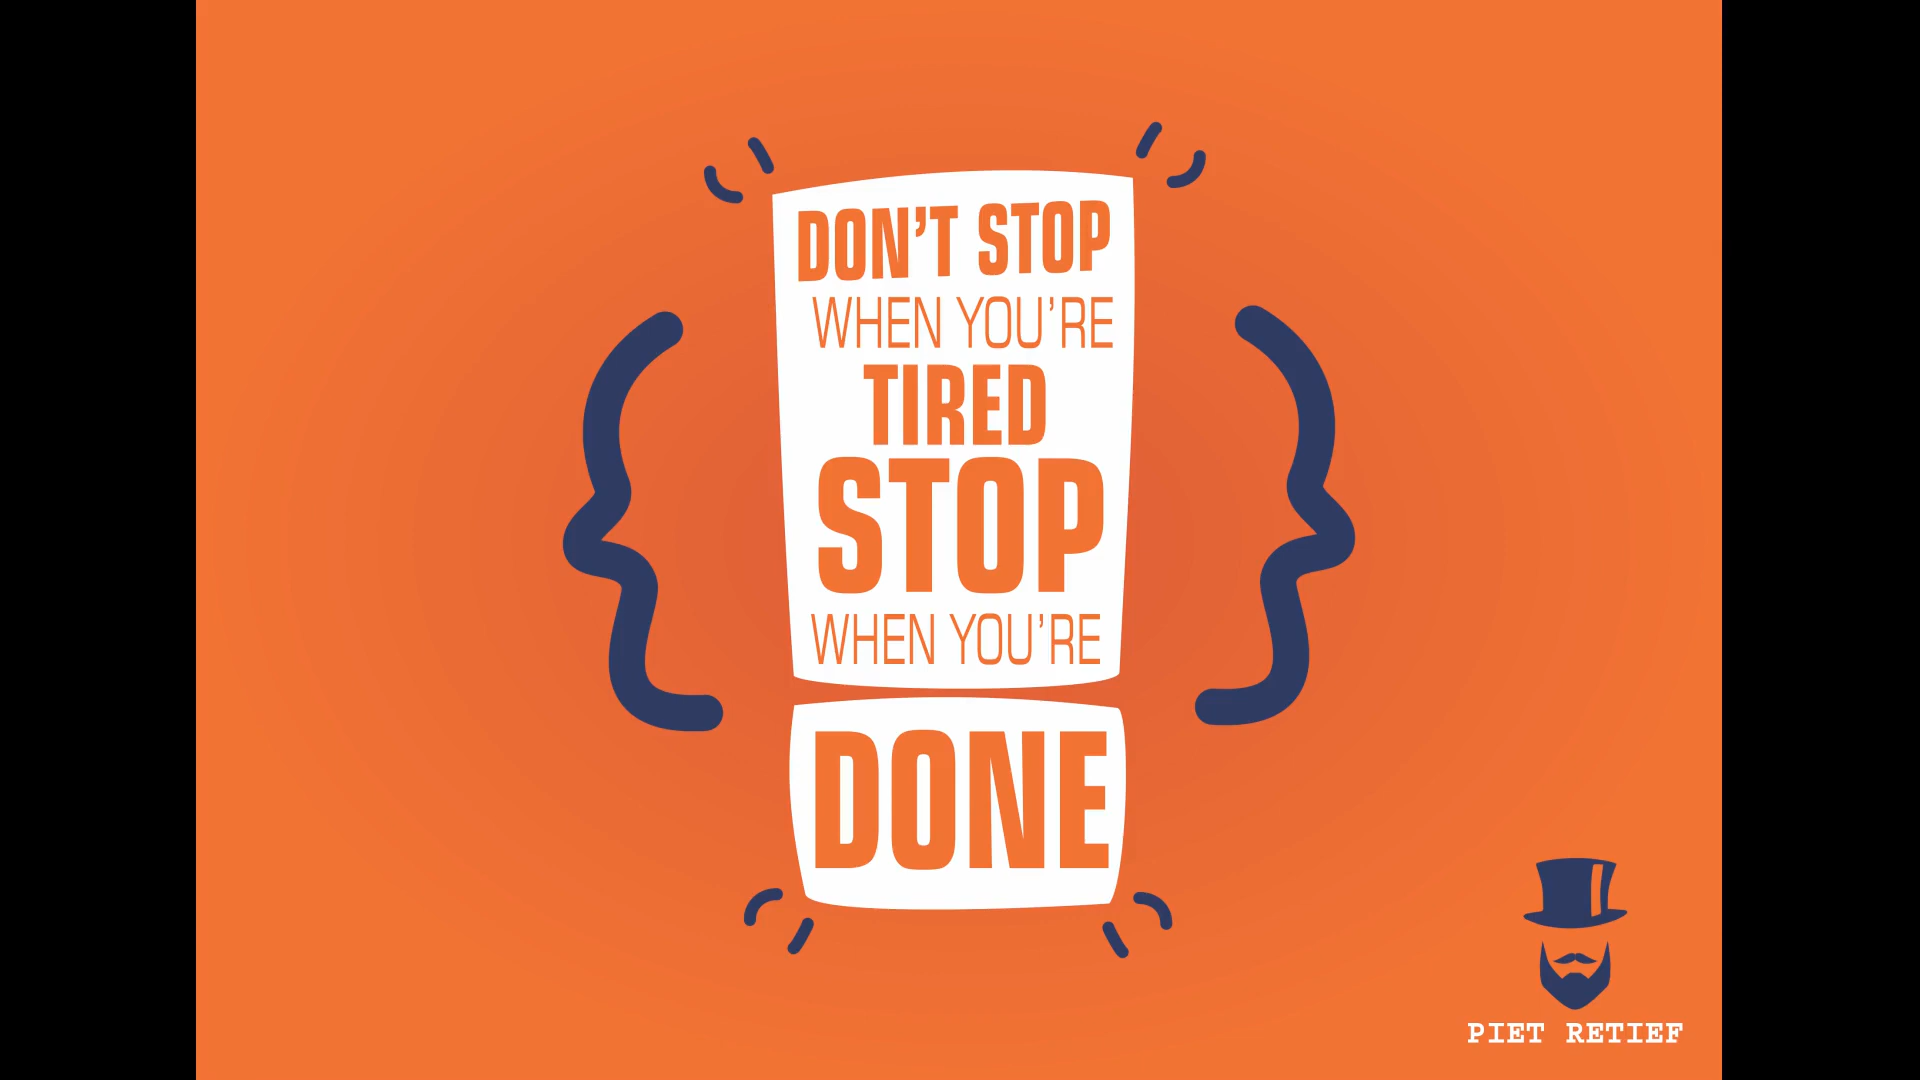 DON'T STOP
WHEN YOU'RE
TIRED
STOP
WHEN YOU'RE
DONE
PIET RETIEF